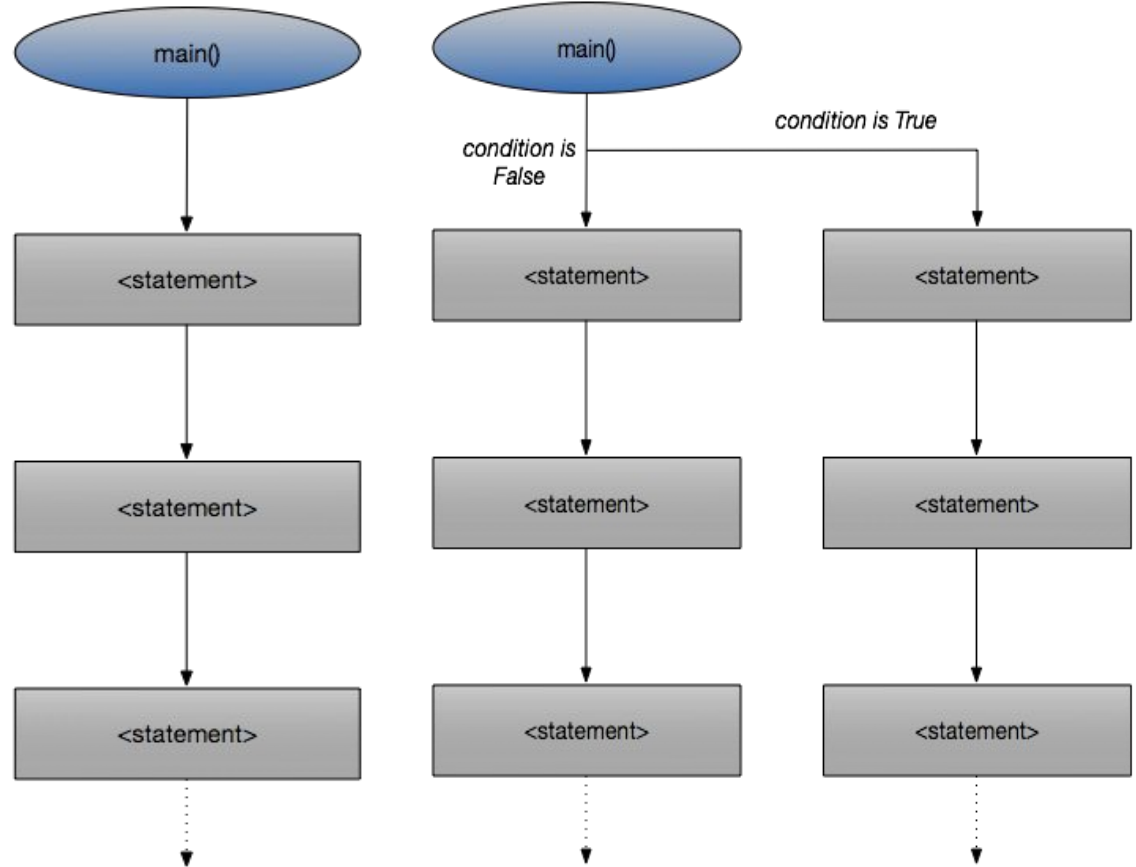 main()
main()
condition is True
condition is
False
<statement>
<statement>
<statement>
<statement>
<statement>
<statement>
<statement>
<statement>
<statement>